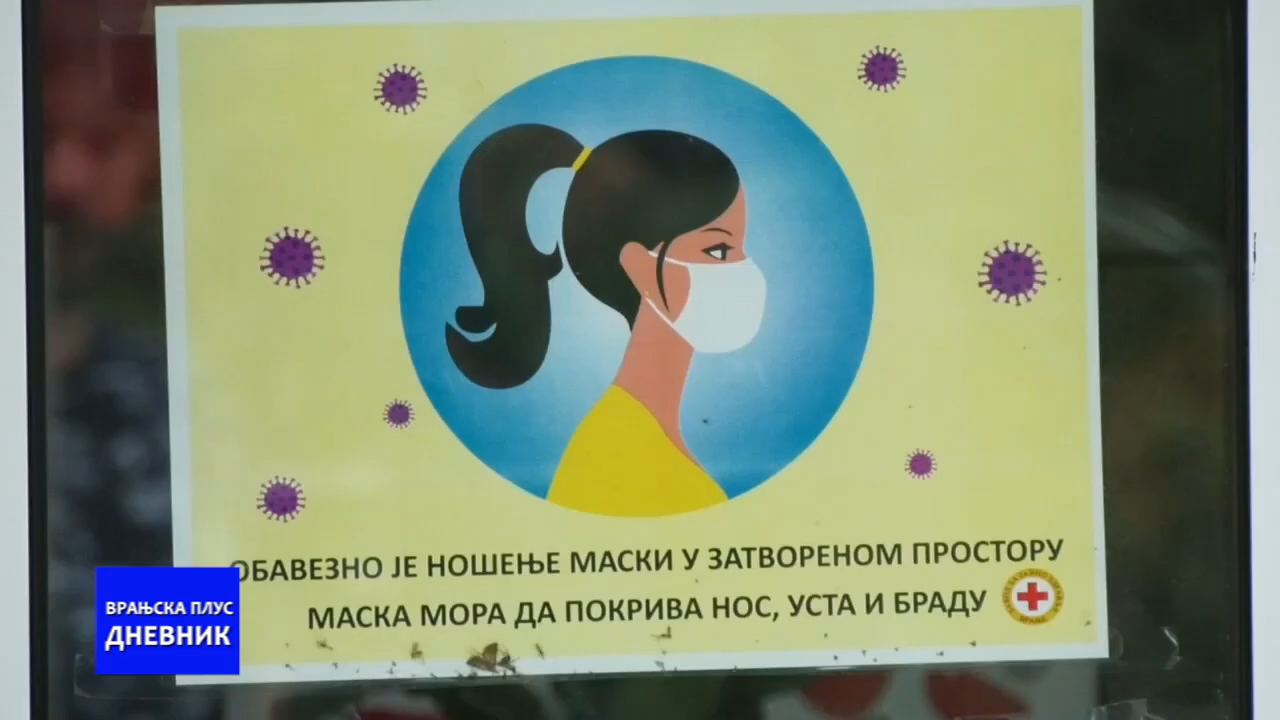 ОБАВЕЗНО ЈЕ НОШЕЊЕ МАСКИ У ЗАТВОРЕНОМ ПРОСТОРУ
МАСКА МОРА ДА ПОКРИВА НОС, УСТА И БРАДУ
ВРАЊСКА ПЛУС
ДНЕВНИК